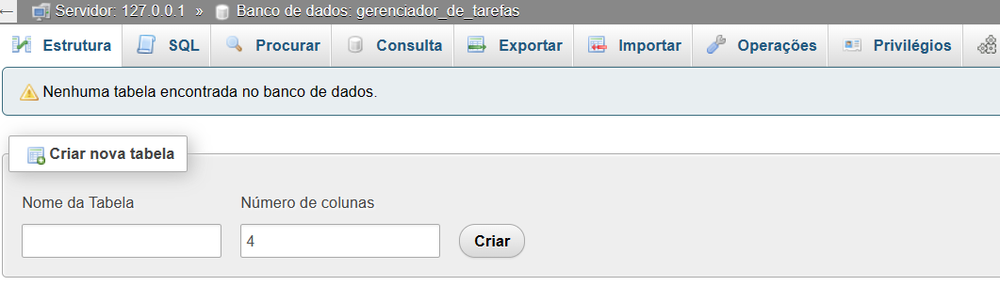 Servidor: 127.0.0.1 » Banco de dados: gerenciador_de_tarefas
Estrutura SQL Procurar Consulta Exportar Importar Operações Privilégios
Nenhuma tabela encontrada no banco de dados.
Criar nova tabela
Nome da Tabela Número de colunas
4 Criar